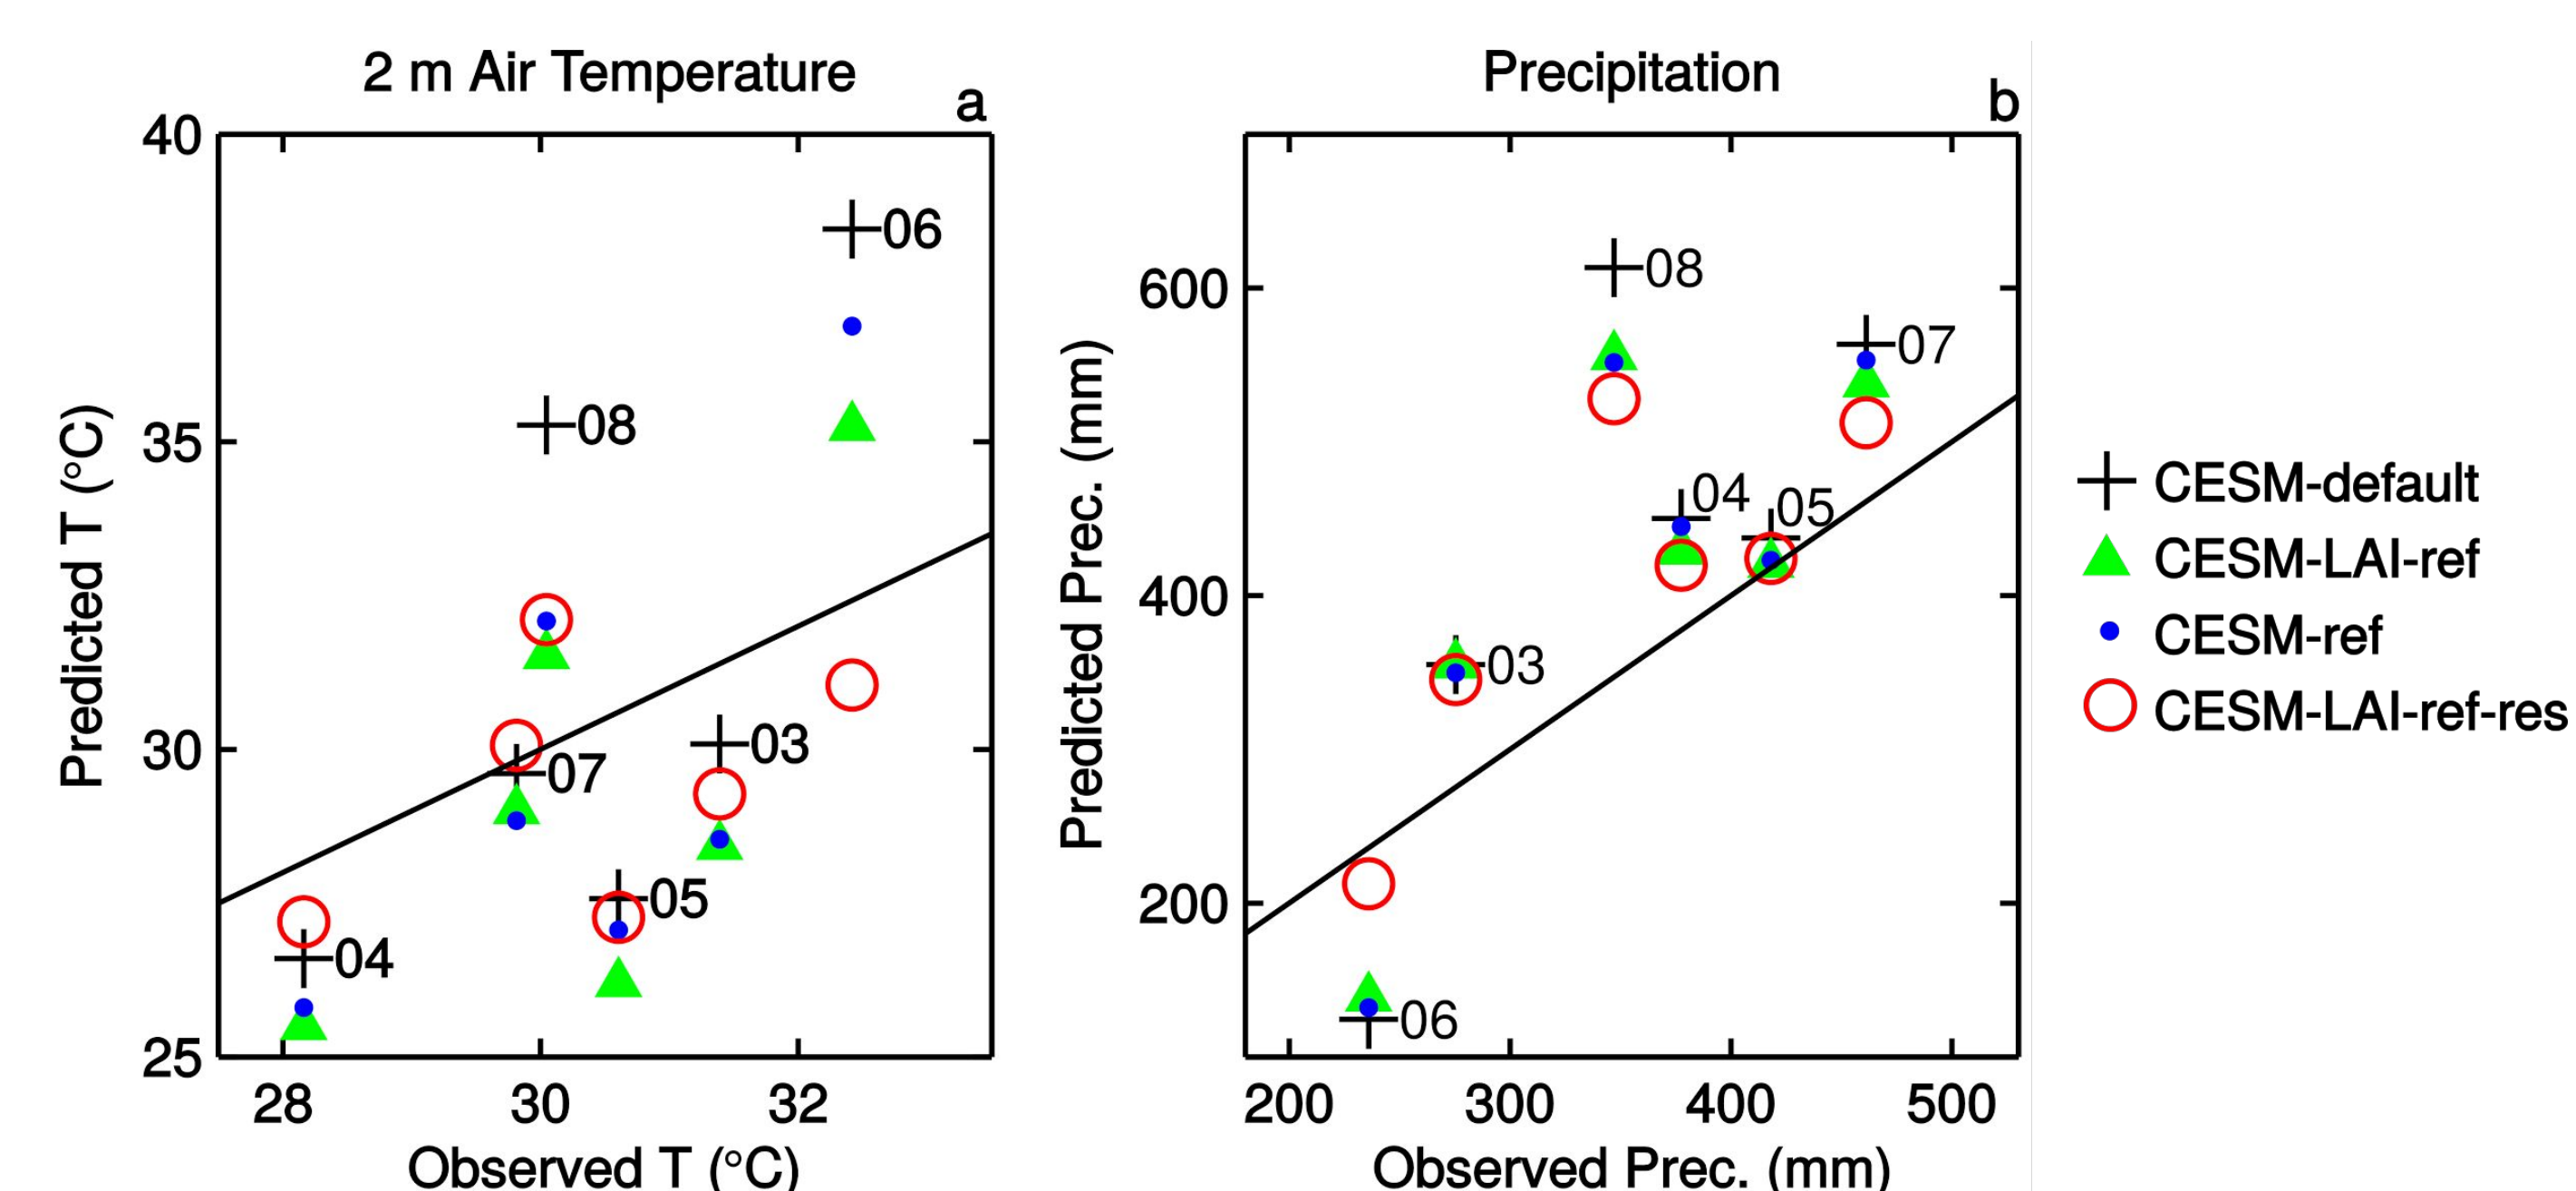 2 m Air Temperature
a
40
35
30
25
28 30 32
Predicted T (°C)
Observed T (°C)
06
08
03
07
05
04
Precipitation
b
600
400
200
200 300 400 500
Predicted Prec. (mm)
Observed Prec. (mm)
08
07
04
05
03
06
CESM-default
CESM-LAI-ref
CESM-ref
CESM-LAI-ref-res